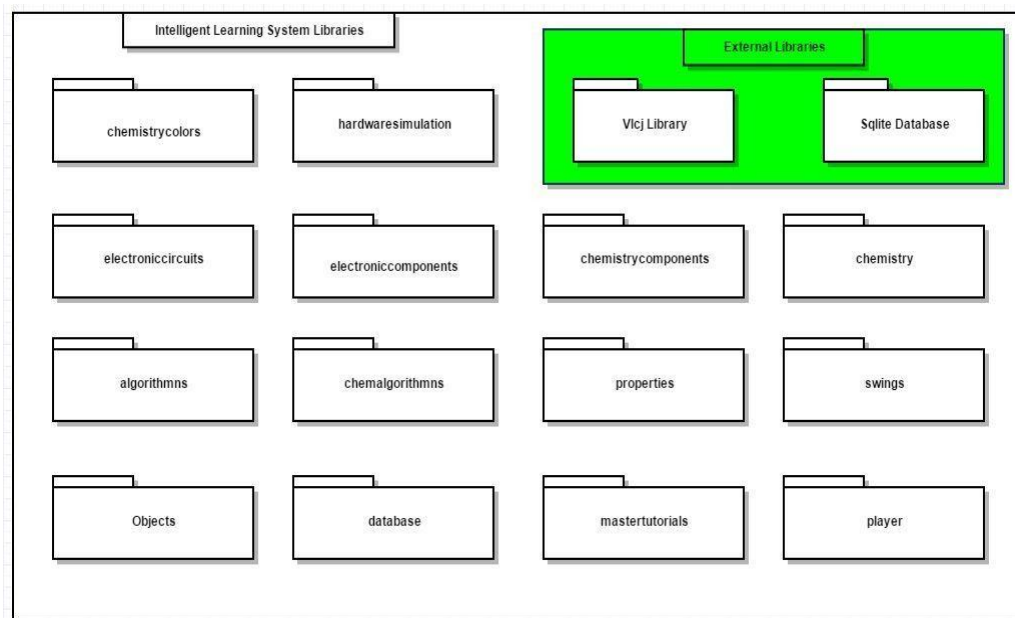 Intelligent Learning System Libraries
External Libraries
chemistrycolors
hardwaresimulation
Vlcj Library
Sqlite Database
electroniccircuits
electroniccomponents
chemistrycomponents
chemistry
algorithmns
chemalgorithmns
properties
swings
Objects
database
mastertutorials
player